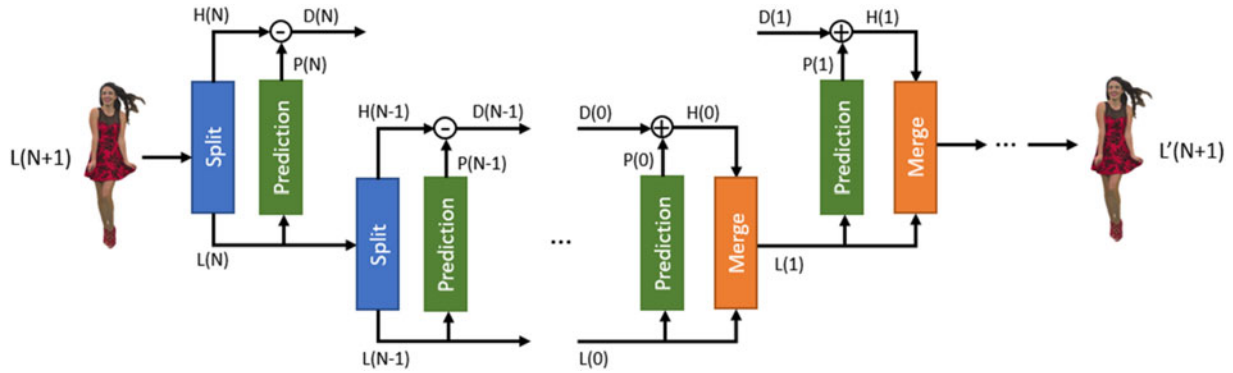 H(N)
D(N)
P(N)
L(N+1)
Split
Prediction
L(N)
H(N-1)
D(N-1)
P(N-1)
Split
Prediction
L(N-1)
...
D(0)
H(0)
P(0)
Prediction
Merge
L(0)
D(1)
H(1)
P(1)
Prediction
Merge
L(1)
...
L'(N+1)